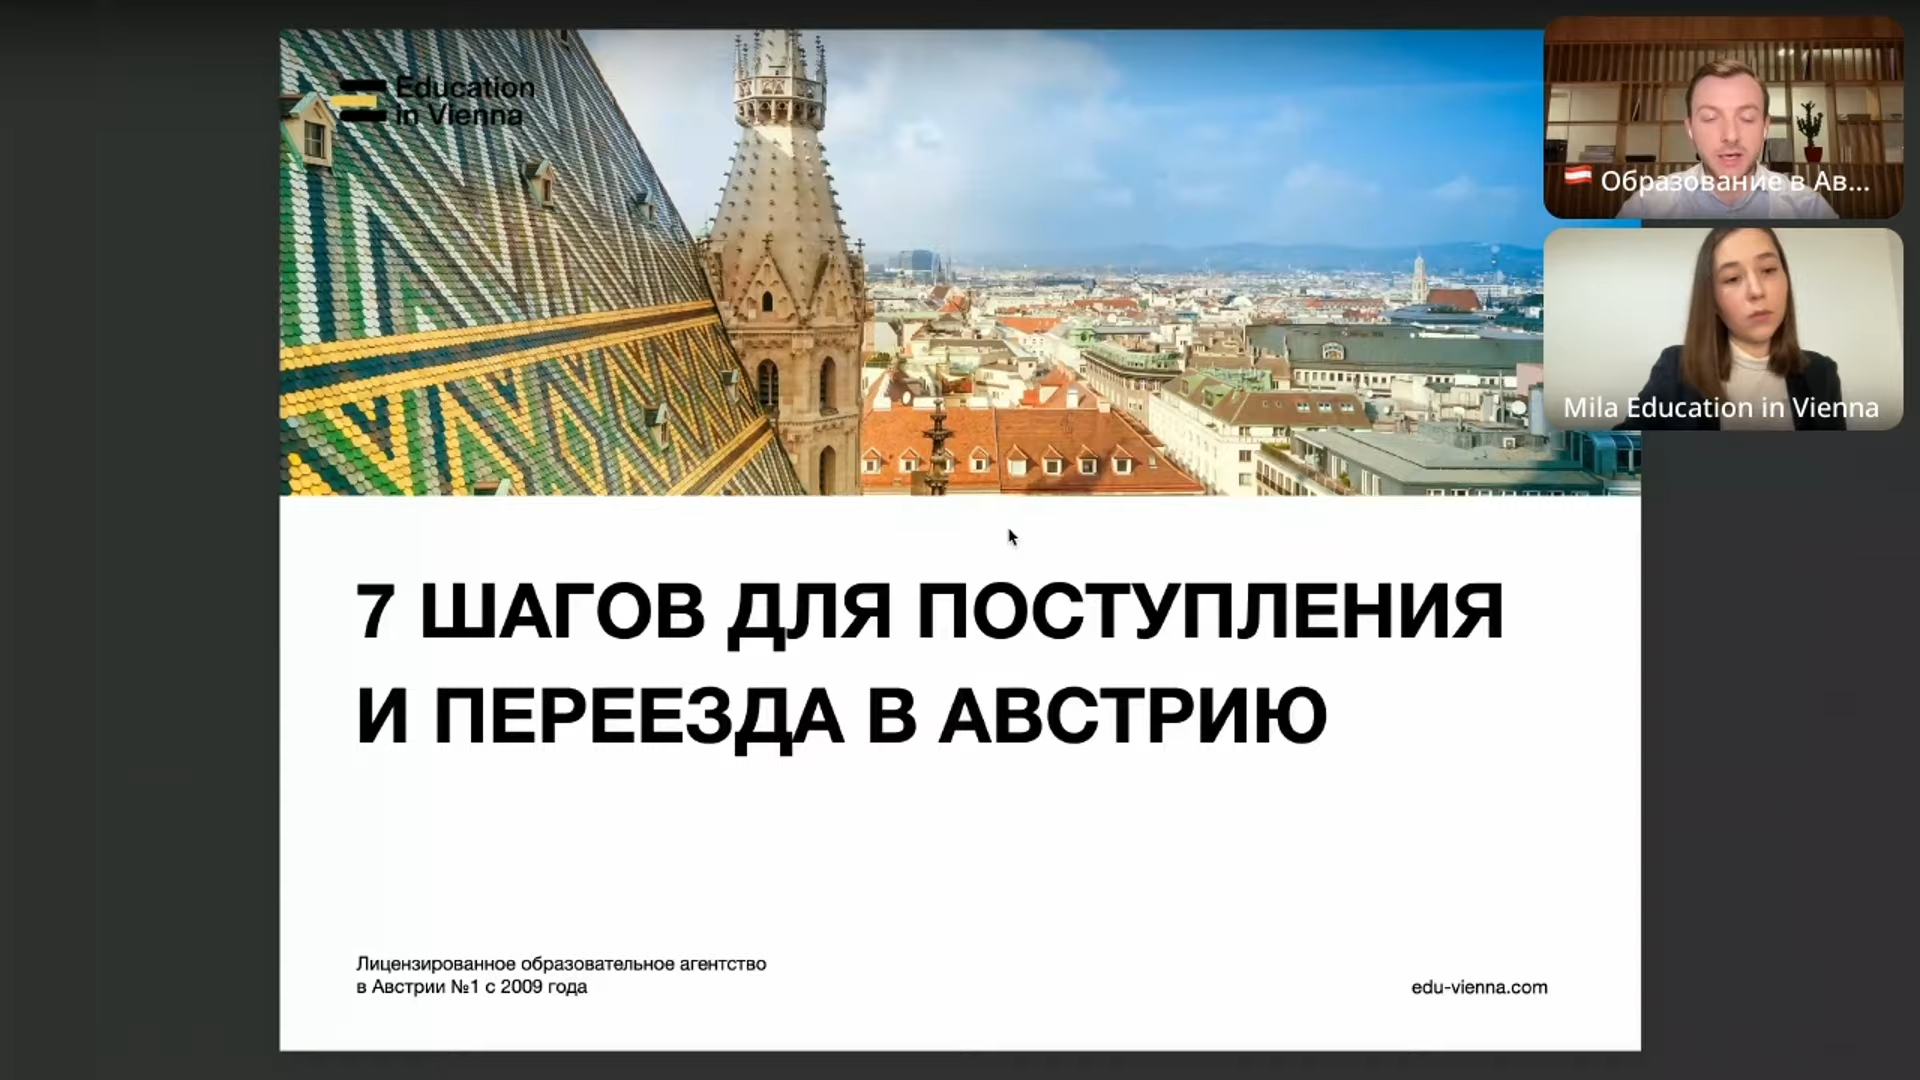 Education
in Vienna
Образование в Ав...
Mila Education in Vienna
7 ШАГОВ ДЛЯ ПОСТУПЛЕНИЯ
И ПЕРЕЕЗДА В АВСТРИЮ
Лицензированное образовательное агентство
в Австрии №1 с 2009 года
edu-vienna.com